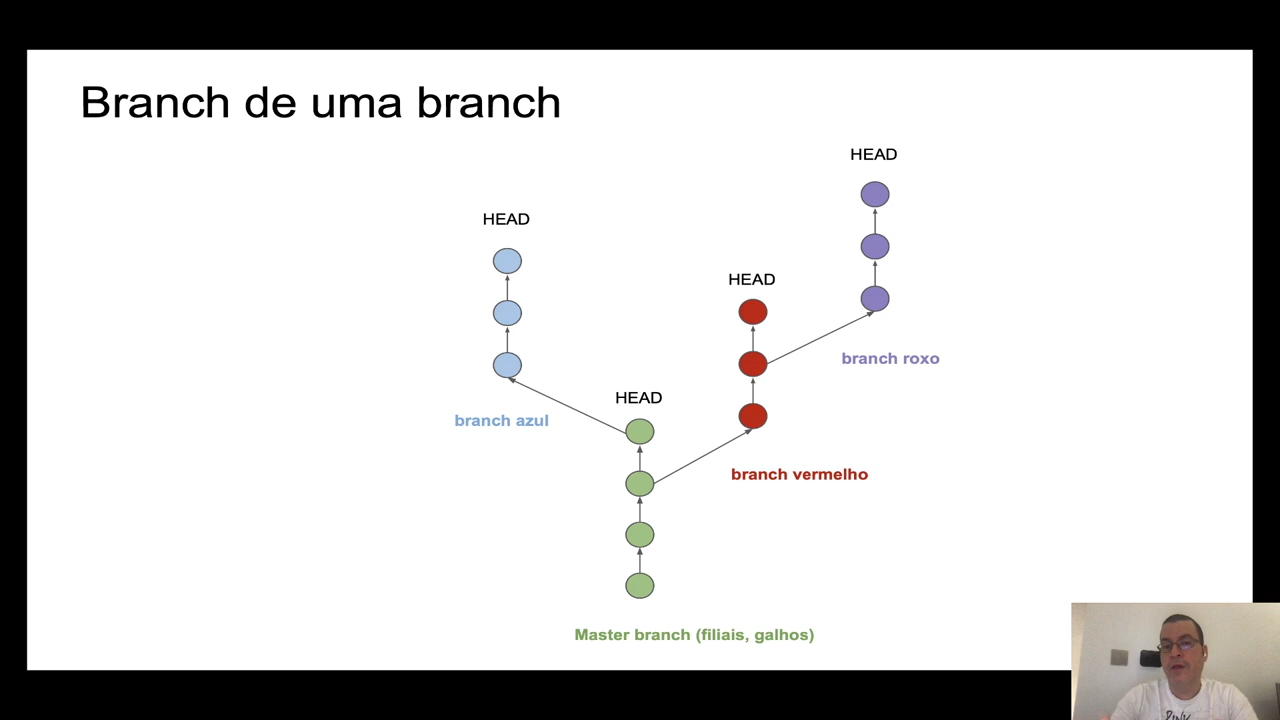 Branch de uma branch
HEAD
HEAD
HEAD
branch roxo
HEAD
branch azul
branch vermelho
Master branch (filiais, galhos)